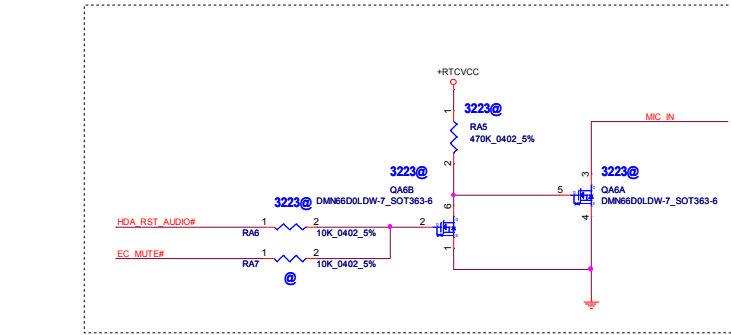 +RTCVCC
1
3223@
RA5
470K_0402_5%
2
MIC_IN
3223@
QA6B
DMN66D0LDW-7_SOT363-6
6
2
1
5
3
3223@
QA6A
DMN66D0LDW-7_SOT363-6
4
3223@
HDA_RST_AUDIO#
1
2
RA6
10K_0402_5%
EC_MUTE#
1
2
RA7
10K_0402_5%
@